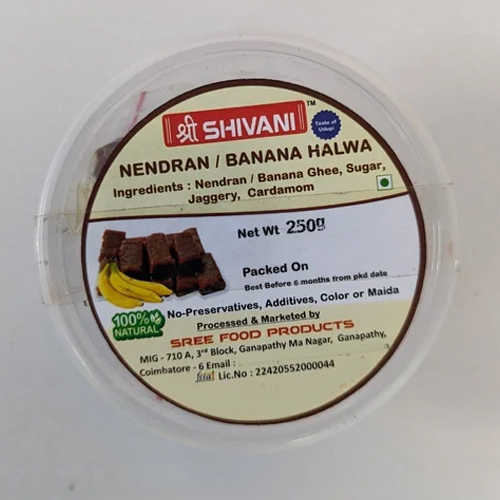 श्री SHIVANI TM
Taste of
Udupi
NENDRAN / BANANA HALWA
Ingredients : Nendran / Banana Ghee, Sugar,
Jaggery, Cardamom
Net Wt 250g
Packed On
Best Before 6 months from pkd date
No-Preservatives, Additives, Color or Maida
100%
NATURAL
Processed & Marketed by
SREE FOOD PRODUCTS
MIG - 710 A, 3rd Block, Ganapathy Ma Nagar, Ganapathy,
Coimbatore - 6 Email :
fssai Lic.No : 22420552000044